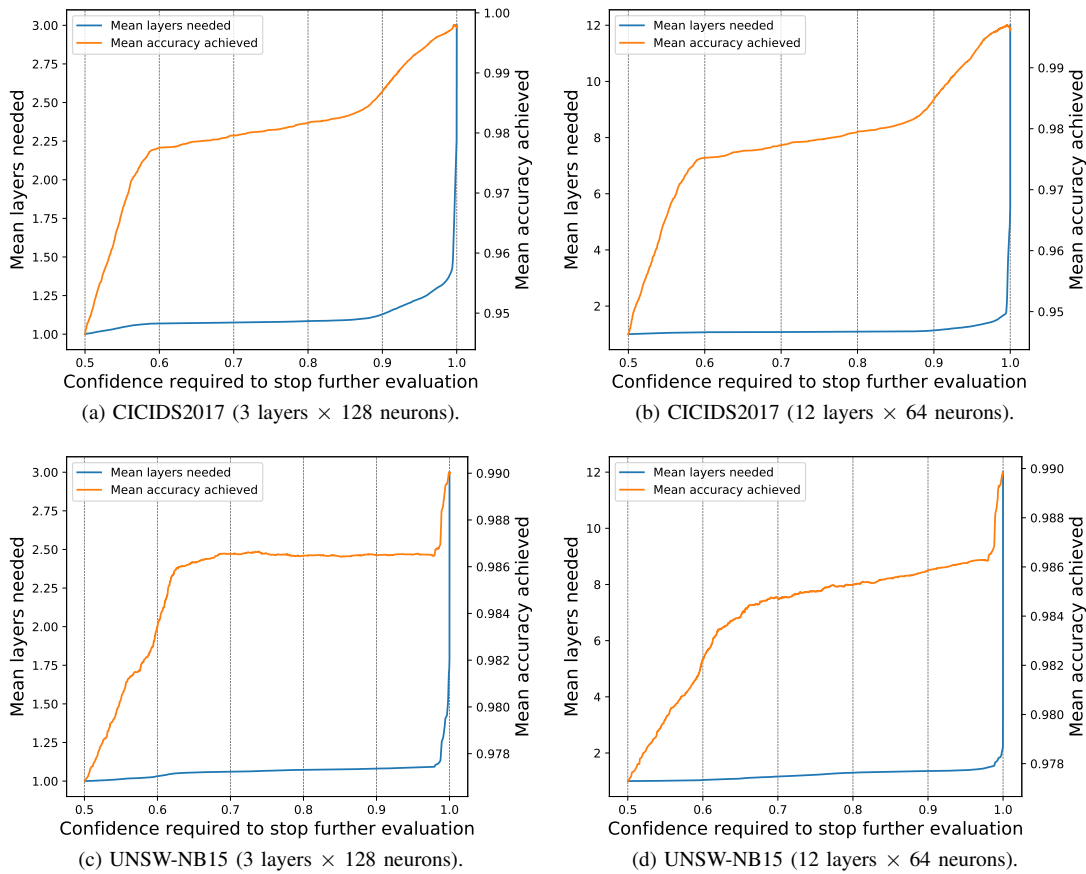 Mean layers needed
Mean accuracy achieved
3.00
2.75
2.50
2.25
2.00
1.75
1.50
1.25
1.00
Mean layers needed
1.00
0.99
0.98
0.97
0.96
0.95
Mean accuracy achieved
0.5 0.6 0.7 0.8 0.9 1.0
Confidence required to stop further evaluation
(a) CICIDS2017 (3 layers × 128 neurons).
Mean layers needed
Mean accuracy achieved
12
10
8
6
4
2
Mean layers needed
0.99
0.98
0.97
0.96
0.95
Mean accuracy achieved
0.5 0.6 0.7 0.8 0.9 1.0
Confidence required to stop further evaluation
(b) CICIDS2017 (12 layers × 64 neurons).
Mean layers needed
Mean accuracy achieved
3.00
2.75
2.50
2.25
2.00
1.75
1.50
1.25
1.00
Mean layers needed
0.990
0.988
0.986
0.984
0.982
0.980
0.978
Mean accuracy achieved
0.5 0.6 0.7 0.8 0.9 1.0
Confidence required to stop further evaluation
(c) UNSW-NB15 (3 layers × 128 neurons).
Mean layers needed
Mean accuracy achieved
12
10
8
6
4
2
Mean layers needed
0.990
0.988
0.986
0.984
0.982
0.980
0.978
Mean accuracy achieved
0.5 0.6 0.7 0.8 0.9 1.0
Confidence required to stop further evaluation
(d) UNSW-NB15 (12 layers × 64 neurons).